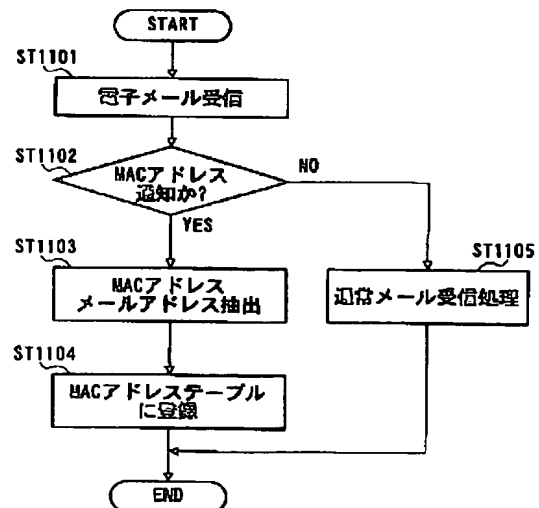 START
ST1101
電子メール受信
ST1102
MACアドレス
通知か?
NO
YES
ST1103
MACアドレス
メールアドレス抽出
ST1105
通常メール受信処理
ST1104
MACアドレステーブル
に登録
END